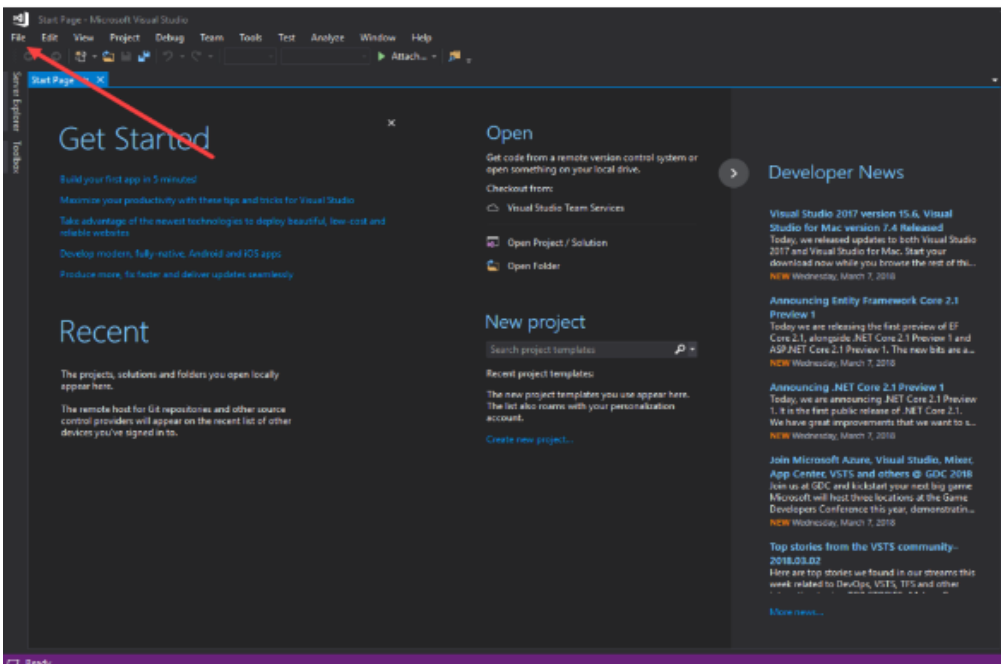 Start Page - Microsoft Visual Studio
File Edit View Project Debug Team Tools Test Analyze Window Help
Attach...
Server Explorer
Toolbox
Start Page
Get Started
Build your first app in 5 minutes!
Maximize your productivity with these tips and tricks for Visual Studio
Take advantage of the newest technologies to deploy beautiful, low-cost and
reliable websites
Develop modern, fully-native, Android and iOS apps
Produce more, fix faster and deliver updates seamlessly
Recent
The projects, solutions and folders you open locally
appear here.
The remote host for Git repositories and other source
control providers will appear on the recent list of other
devices you've signed in to.
Open
Get code from a remote version control system or
open something on your local drive.
Checkout from:
Visual Studio Team Services
Open Project / Solution
Open Folder
New project
Search project templates
Recent project templates:
The new project templates you use appear here.
The list also roams with your personalization
account.
Create new project...
Developer News
Visual Studio 2017 version 15.6, Visual
Studio for Mac version 7.4 Released
Today, we released updates to both Visual Studio
2017 and Visual Studio for Mac. Start your
download now while you browse the rest of thi...
NEW Wednesday, March 7, 2018
Announcing Entity Framework Core 2.1
Preview 1
Today we are releasing the first preview of EF
Core 2.1, alongside .NET Core 2.1 Preview 1 and
ASP.NET Core 2.1 Preview 1. The new bits are a...
NEW Wednesday, March 7, 2018
Announcing .NET Core 2.1 Preview 1
Today, we are announcing .NET Core 2.1 Preview
1. It is the first public release of .NET Core 2.1.
We have great improvements that we want to s...
NEW Wednesday, March 7, 2018
Join Microsoft Azure, Visual Studio, Mixer,
App Center, VSTS and others @ GDC 2018
Join us at GDC and kickstart your next big game
Microsoft will host three locations at the Game
Developers Conference this year, demonstratin...
NEW Wednesday, March 7, 2018
Top stories from the VSTS community–
2018.03.02
Here are top stories we found in our streams this
week related to DevOps, VSTS, TFS and other
More news...
Ready